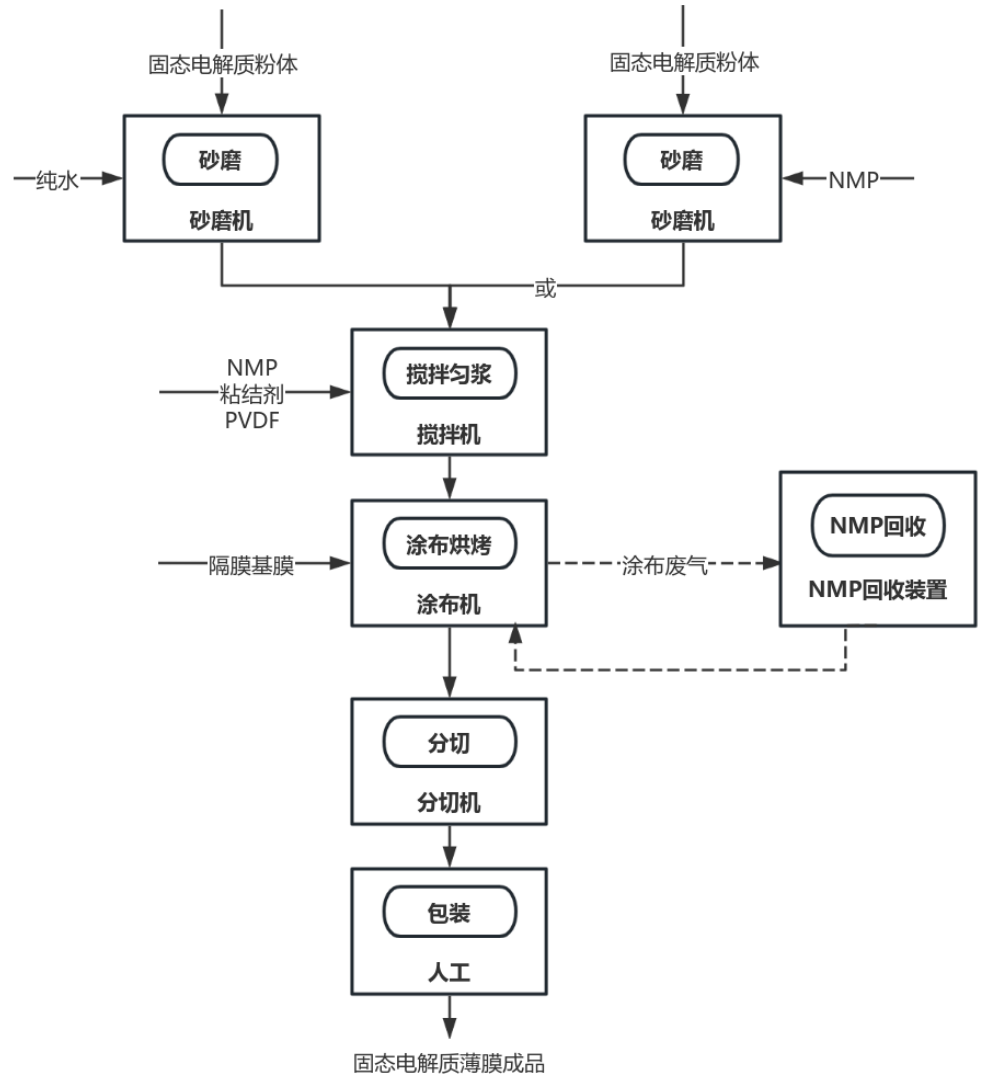 固态电解质粉体
固态电解质粉体
砂磨
砂磨
纯水
NMP
砂磨机
砂磨机
或
NMP
粘结剂
PVDF
搅拌匀浆
搅拌机
隔膜基膜
涂布烘烤
涂布机
涂布废气
NMP回收
NMP回收装置
分切
分切机
包装
人工
固态电解质薄膜成品